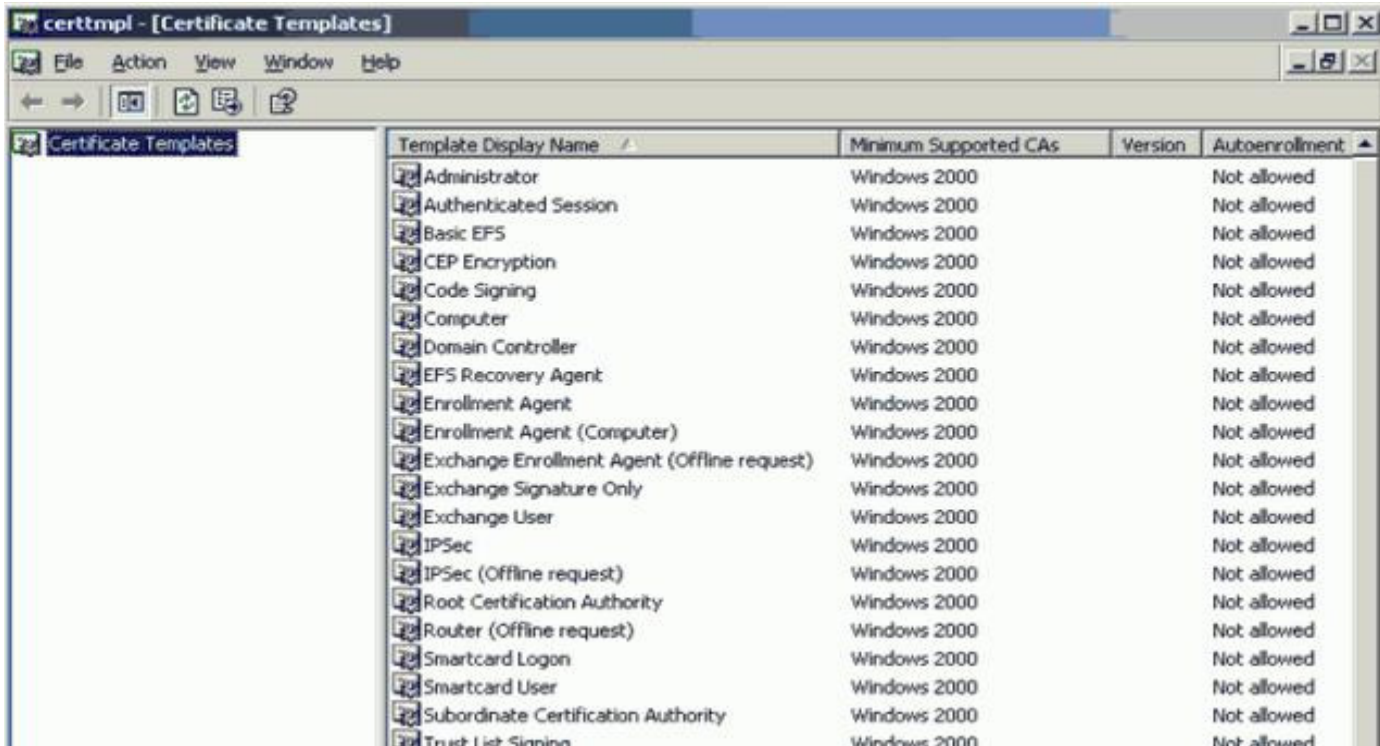 certtmpl - [Certificate Templates]
File Action View Window Help
Certificate Templates
Template Display Name Minimum Supported CAs Version Autoenrollment
Administrator Windows 2000 Not allowed
Authenticated Session Windows 2000 Not allowed
Basic EFS Windows 2000 Not allowed
CEP Encryption Windows 2000 Not allowed
Code Signing Windows 2000 Not allowed
Computer Windows 2000 Not allowed
Domain Controller Windows 2000 Not allowed
EFS Recovery Agent Windows 2000 Not allowed
Enrollment Agent Windows 2000 Not allowed
Enrollment Agent (Computer) Windows 2000 Not allowed
Exchange Enrollment Agent (Offline request) Windows 2000 Not allowed
Exchange Signature Only Windows 2000 Not allowed
Exchange User Windows 2000 Not allowed
IPSec Windows 2000 Not allowed
IPSec (Offline request) Windows 2000 Not allowed
Root Certification Authority Windows 2000 Not allowed
Router (Offline request) Windows 2000 Not allowed
Smartcard Logon Windows 2000 Not allowed
Smartcard User Windows 2000 Not allowed
Subordinate Certification Authority Windows 2000 Not allowed
Trust List Signing Windows 2000 Not allowed